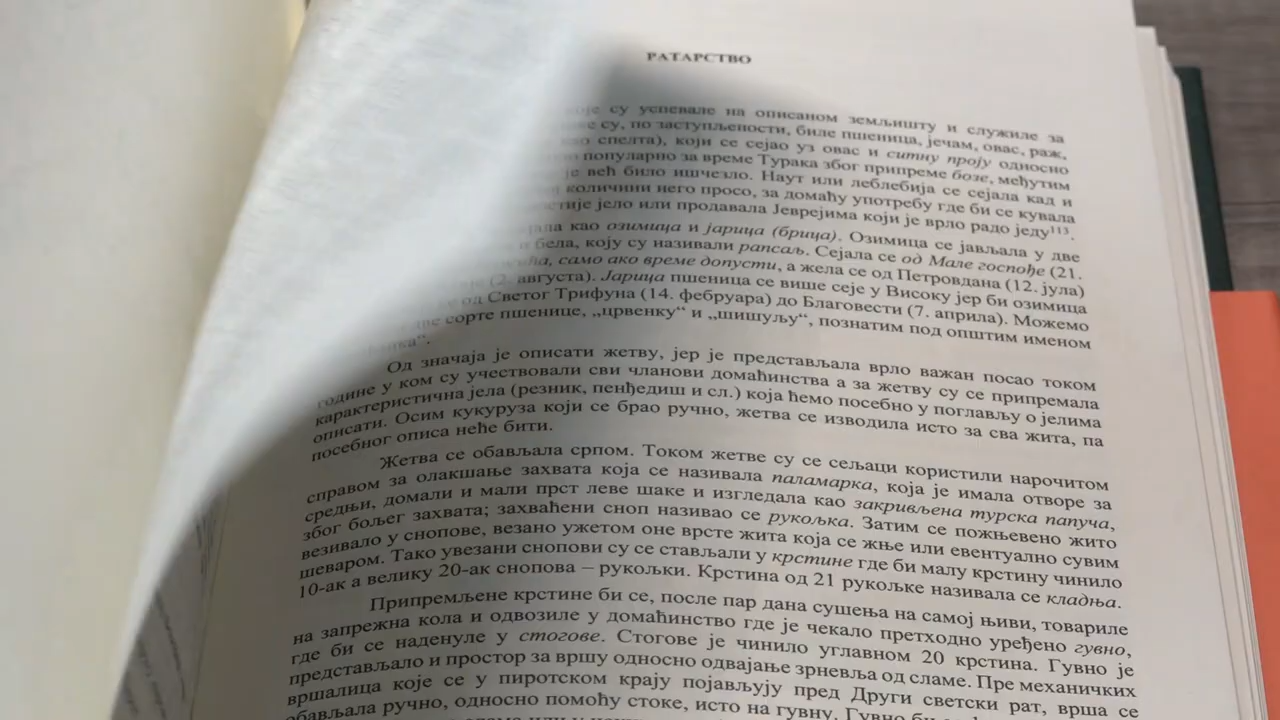 РАТАРСТВО
су успевале на описаном земљишту и служиле за
су, по заступљености, биле пшеница, јечам, овас, раж,
спелта), који се сејао уз овас и ситну проју односно
популарно за време Турака због припреме бозе, међутим
је већ било ишчезло. Наут или леблебија се сејала кад и
количини него просо, за домаћу употребу где би се кувала
јело или продавала Јеврејима који је врло радо једу¹¹³.
као озимица и јарица (брица). Озимица се јављала у две
и бела, коју су називали рапсаљ. Сејала се од Мале госпође (21.
само ако време допусти, а жела се од Петровдана (12. јула)
(2. августа). Јарица пшеница се више сеје у Високу јер би озимица
од Светог Трифуна (14. фебруара) до Благовести (7. априла). Можемо
две сорте пшенице, „црвенку“ и „шишуљу“, познатим под општим именом
Од значаја је описати жетву, јер је представљала врло важан посао током
године у ком су учествовали сви чланови домаћинства а за жетву су се припремала
карактеристична јела (резник, пенђедиш и сл.) која ћемо посебно у поглављу о јелима
описати. Осим кукуруза који се брао ручно, жетва се изводила исто за сва жита, па
посебног описа неће бити.
Жетва се обављала српом. Током жетве су се сељаци користили нарочитом
справом за олакшање захвата која се називала паламарка, која је имала отворе за
средњи, домали и мали прст леве шаке и изгледала као закривљена турска папуча,
због бољег захвата; захваћени сноп називао се рукољка. Затим се пожњевено жито
везивало у снопове, везано ужетом оне врсте жита која се жње или евентуално сувим
шеваром. Тако увезани снопови су се стављали у крстине где би малу крстину чинило
10-ак а велику 20-ак снопова – рукољки. Крстина од 21 рукољке називала се кладња.
Припремљене крстине би се, после пар дана сушења на самој њиви, товариле
на запрежна кола и одвозиле у домаћинство где је чекало претходно уређено гувно,
где би се наденуле у стогове. Стогове је чинило углавном 20 крстина. Гувно је
представљало и простор за вршу односно одвајање зрневља од сламе. Пре механичких
вршалица које се у пиротском крају појављују пред Други светски рат, врша се
обављала ручно, односно помоћу стоке, исто на гувну. Гувно би